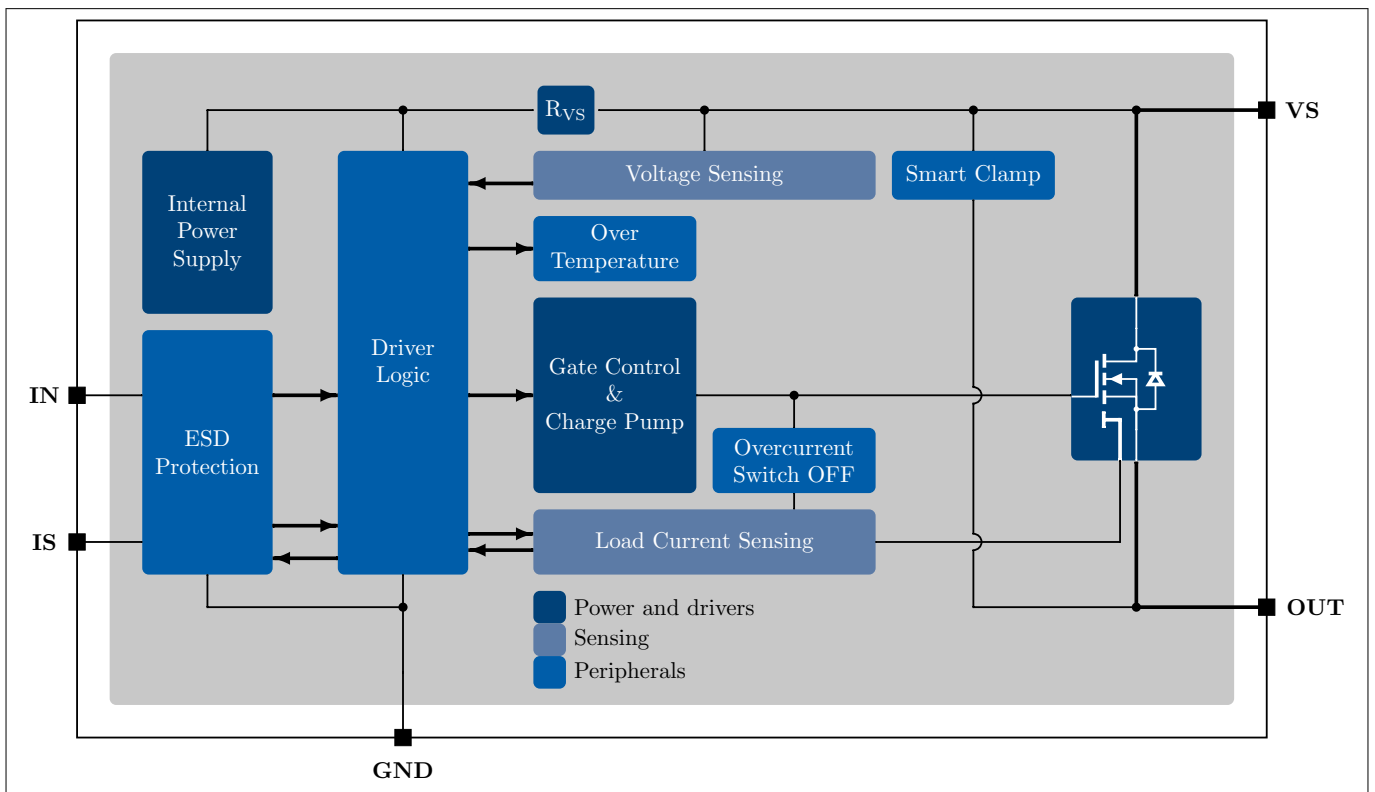 R_VS
VS
Voltage Sensing
Smart Clamp
Internal
Power
Supply
Over
Temperature
Driver
Logic
Gate Control
&
Charge Pump
IN
ESD
Protection
Overcurrent
Switch OFF
IS
Load Current Sensing
Power and drivers
OUT
Sensing
Peripherals
GND